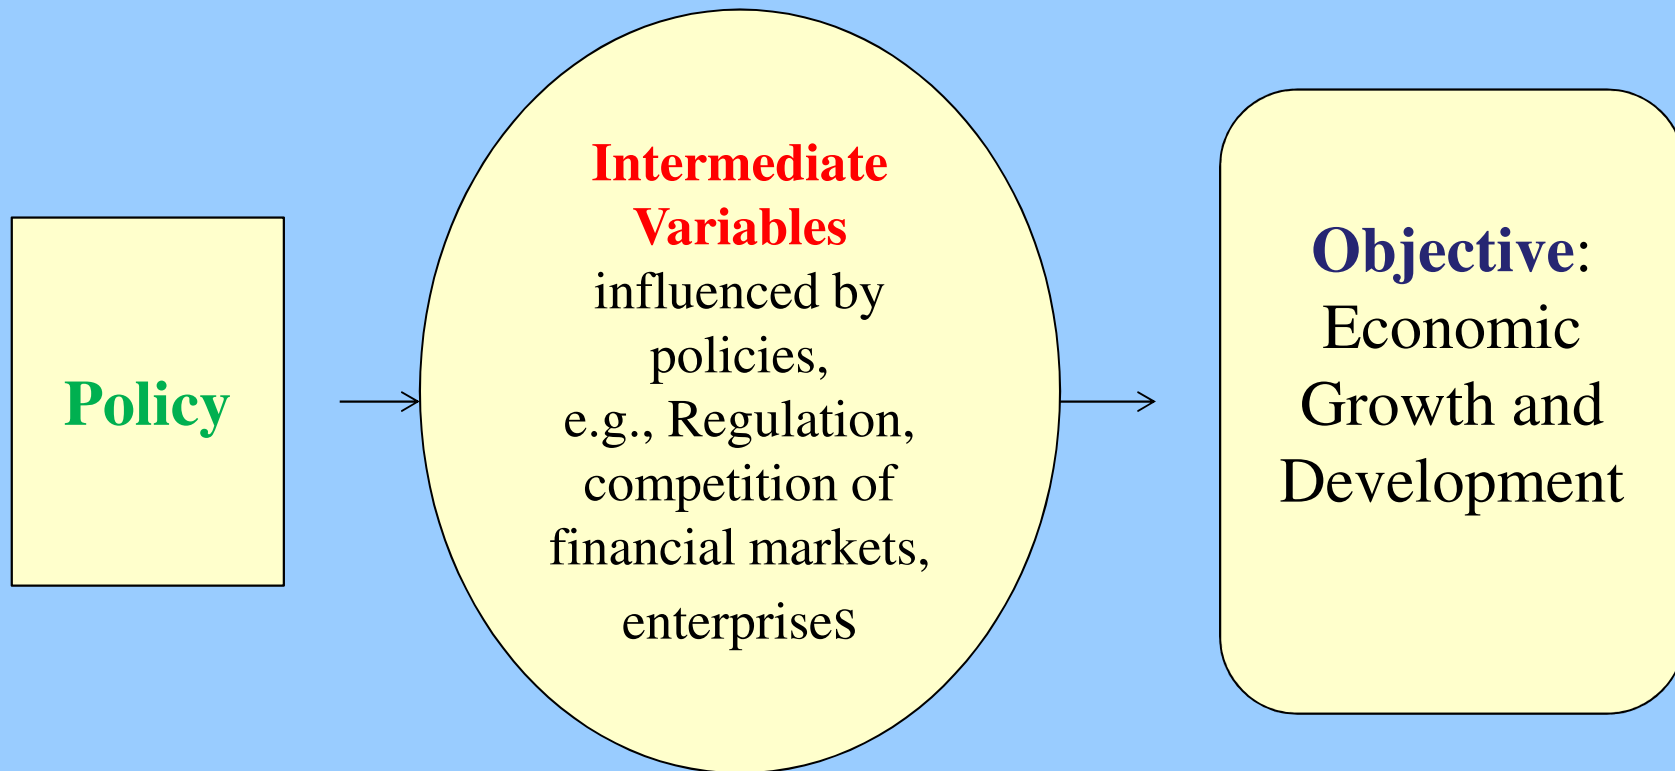 Policy
Intermediate
Variables
influenced by
policies,
e.g., Regulation,
competition of
financial markets,
enterprises
Objective:
Economic
Growth and
Development